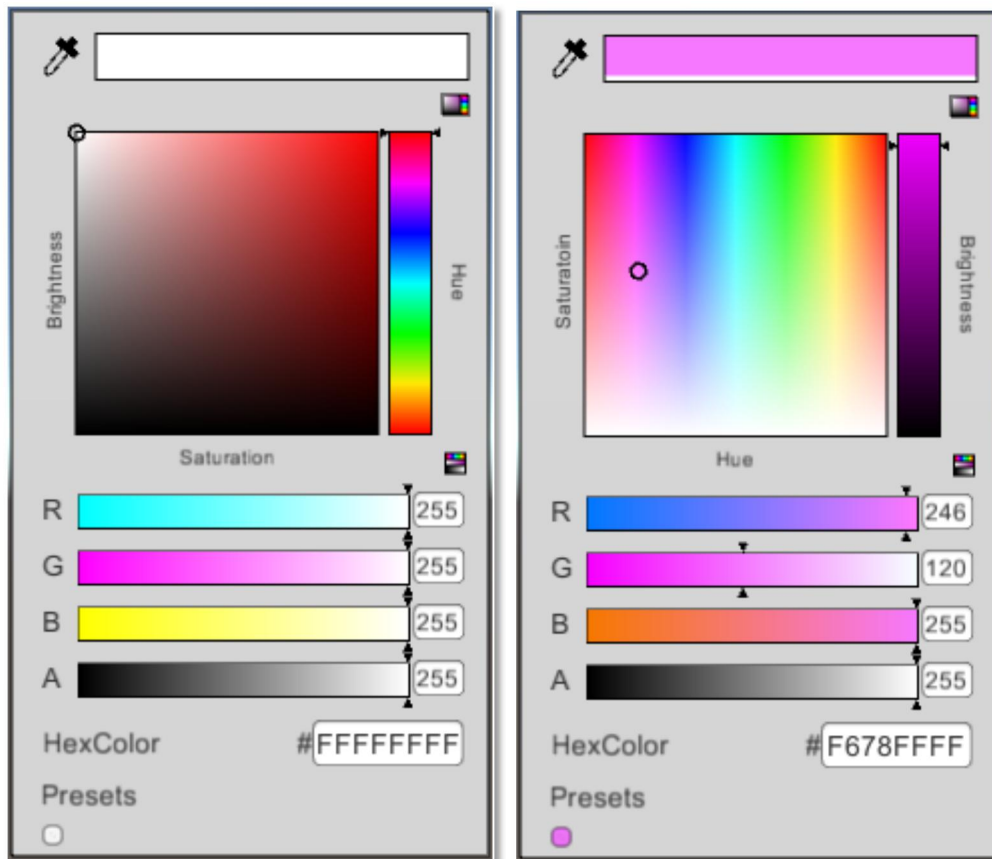 Brightness
Hue
Saturation
R 255
G 255
B 255
A 255
HexColor #FFFFFFFF
Presets
Saturatoin
Brightness
Hue
R 246
G 120
B 255
A 255
HexColor #F678FFFF
Presets